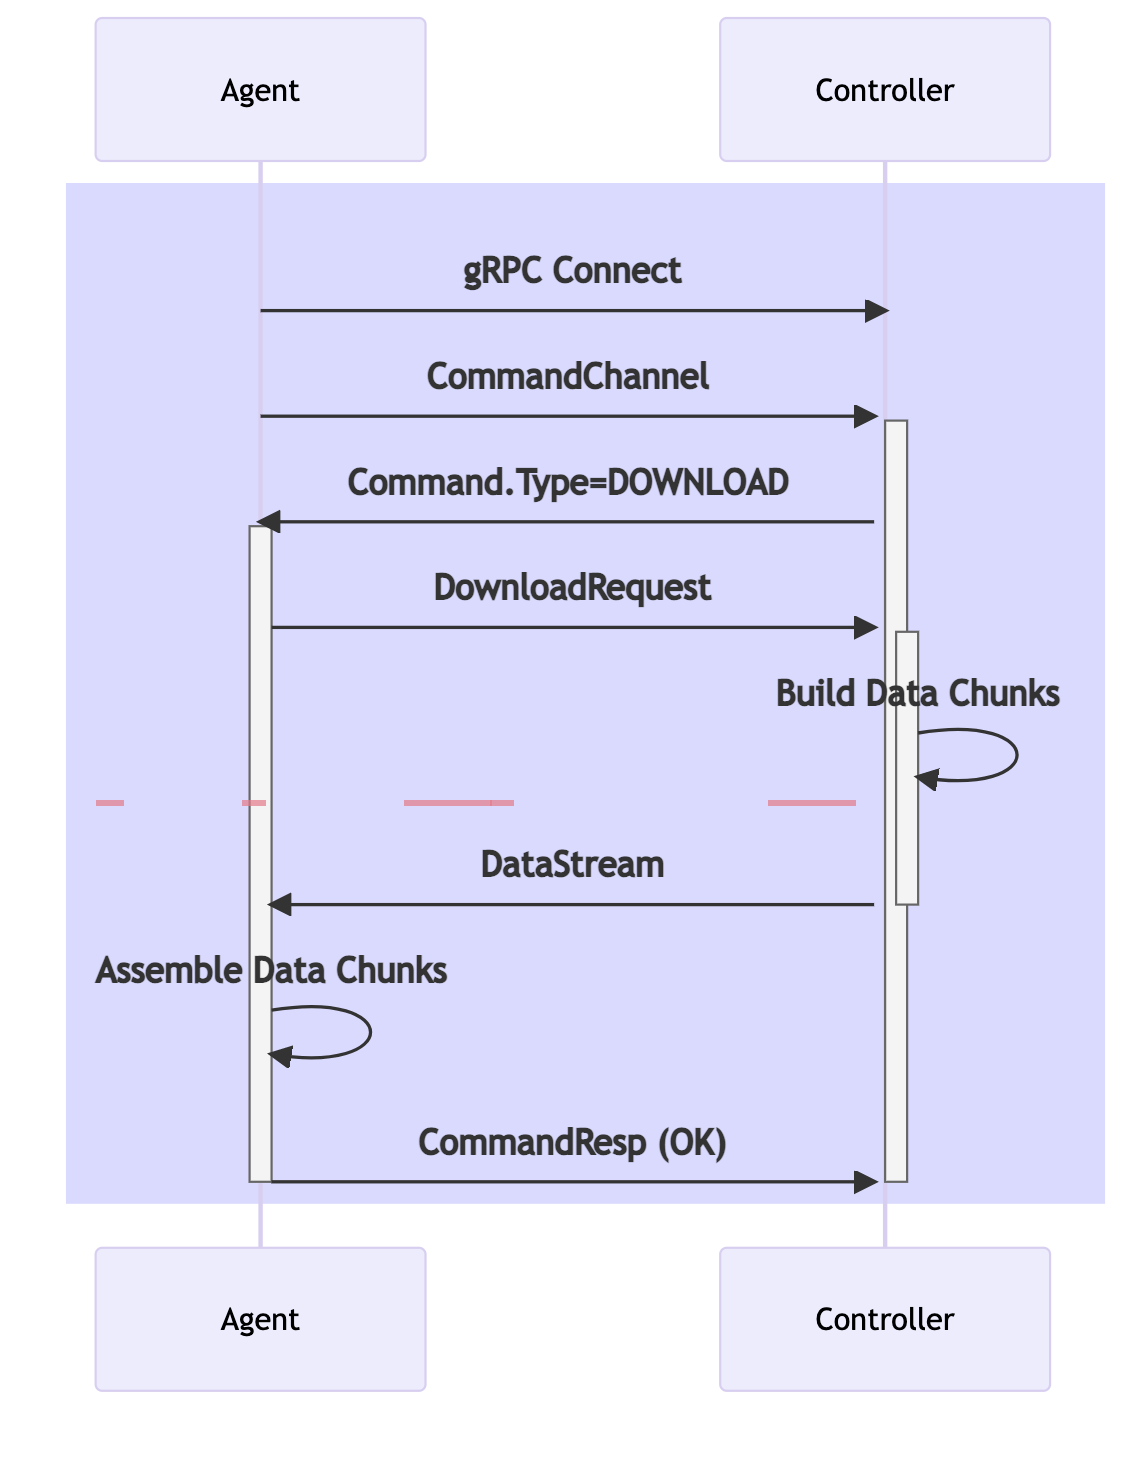 Agent
Controller
gRPC Connect
CommandChannel
Command.Type=DOWNLOAD
DownloadRequest
Build Data Chunks
DataStream
Assemble Data Chunks
CommandResp (OK)
Agent
Controller